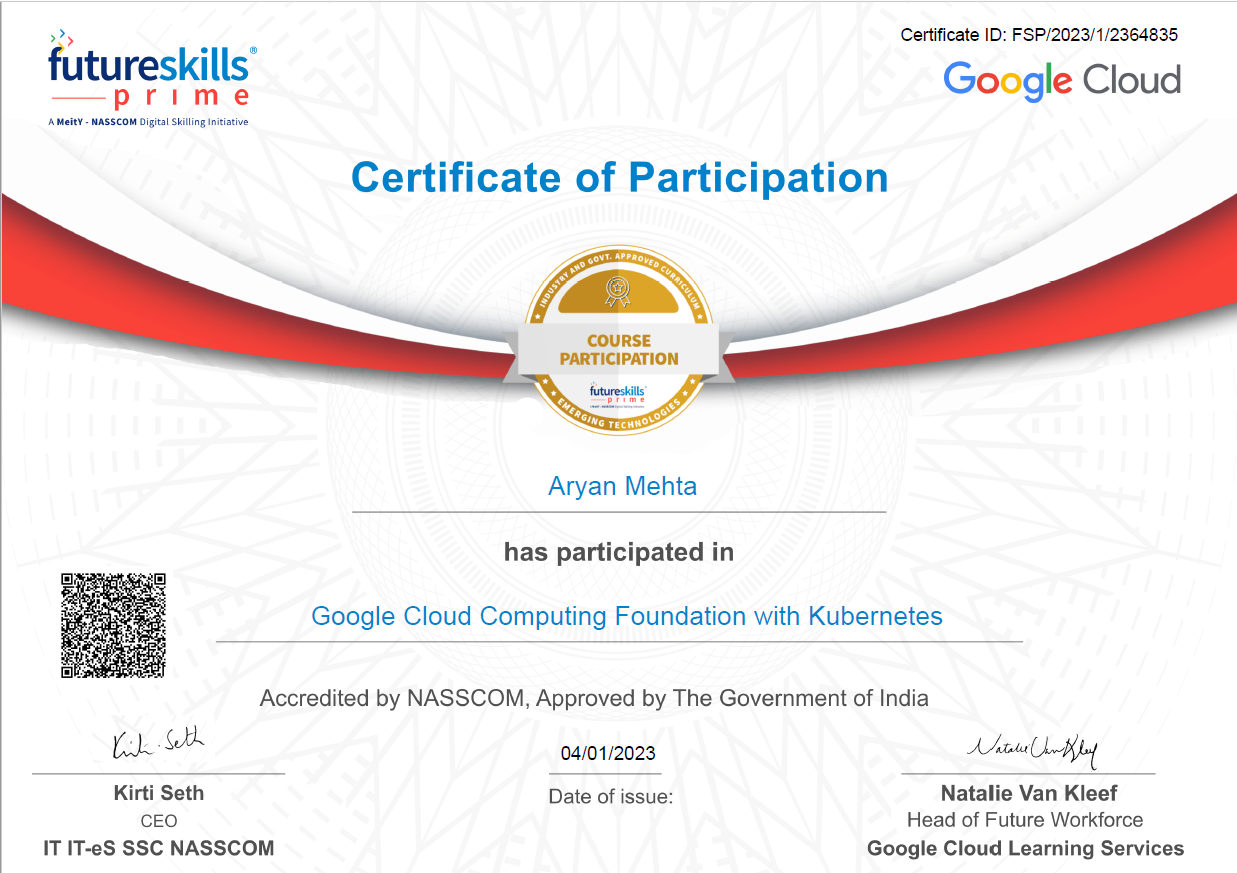 futureskills®
prime
A MeitY - NASSCOM Digital Skilling Initiative
Certificate ID: FSP/2023/1/2364835
Google Cloud
Certificate of Participation
INDUSTRY AND GOVT. APPROVED CURRICULUM
COURSE
PARTICIPATION
futureskills
prime
EMERGING TECHNOLOGIES
Aryan Mehta
has participated in
Google Cloud Computing Foundation with Kubernetes
Accredited by NASSCOM, Approved by The Government of India
Kirti Seth
04/01/2023
Natalie Van Kleef
Kirti Seth
Date of issue:
Natalie Van Kleef
CEO
Head of Future Workforce
IT IT-eS SSC NASSCOM
Google Cloud Learning Services